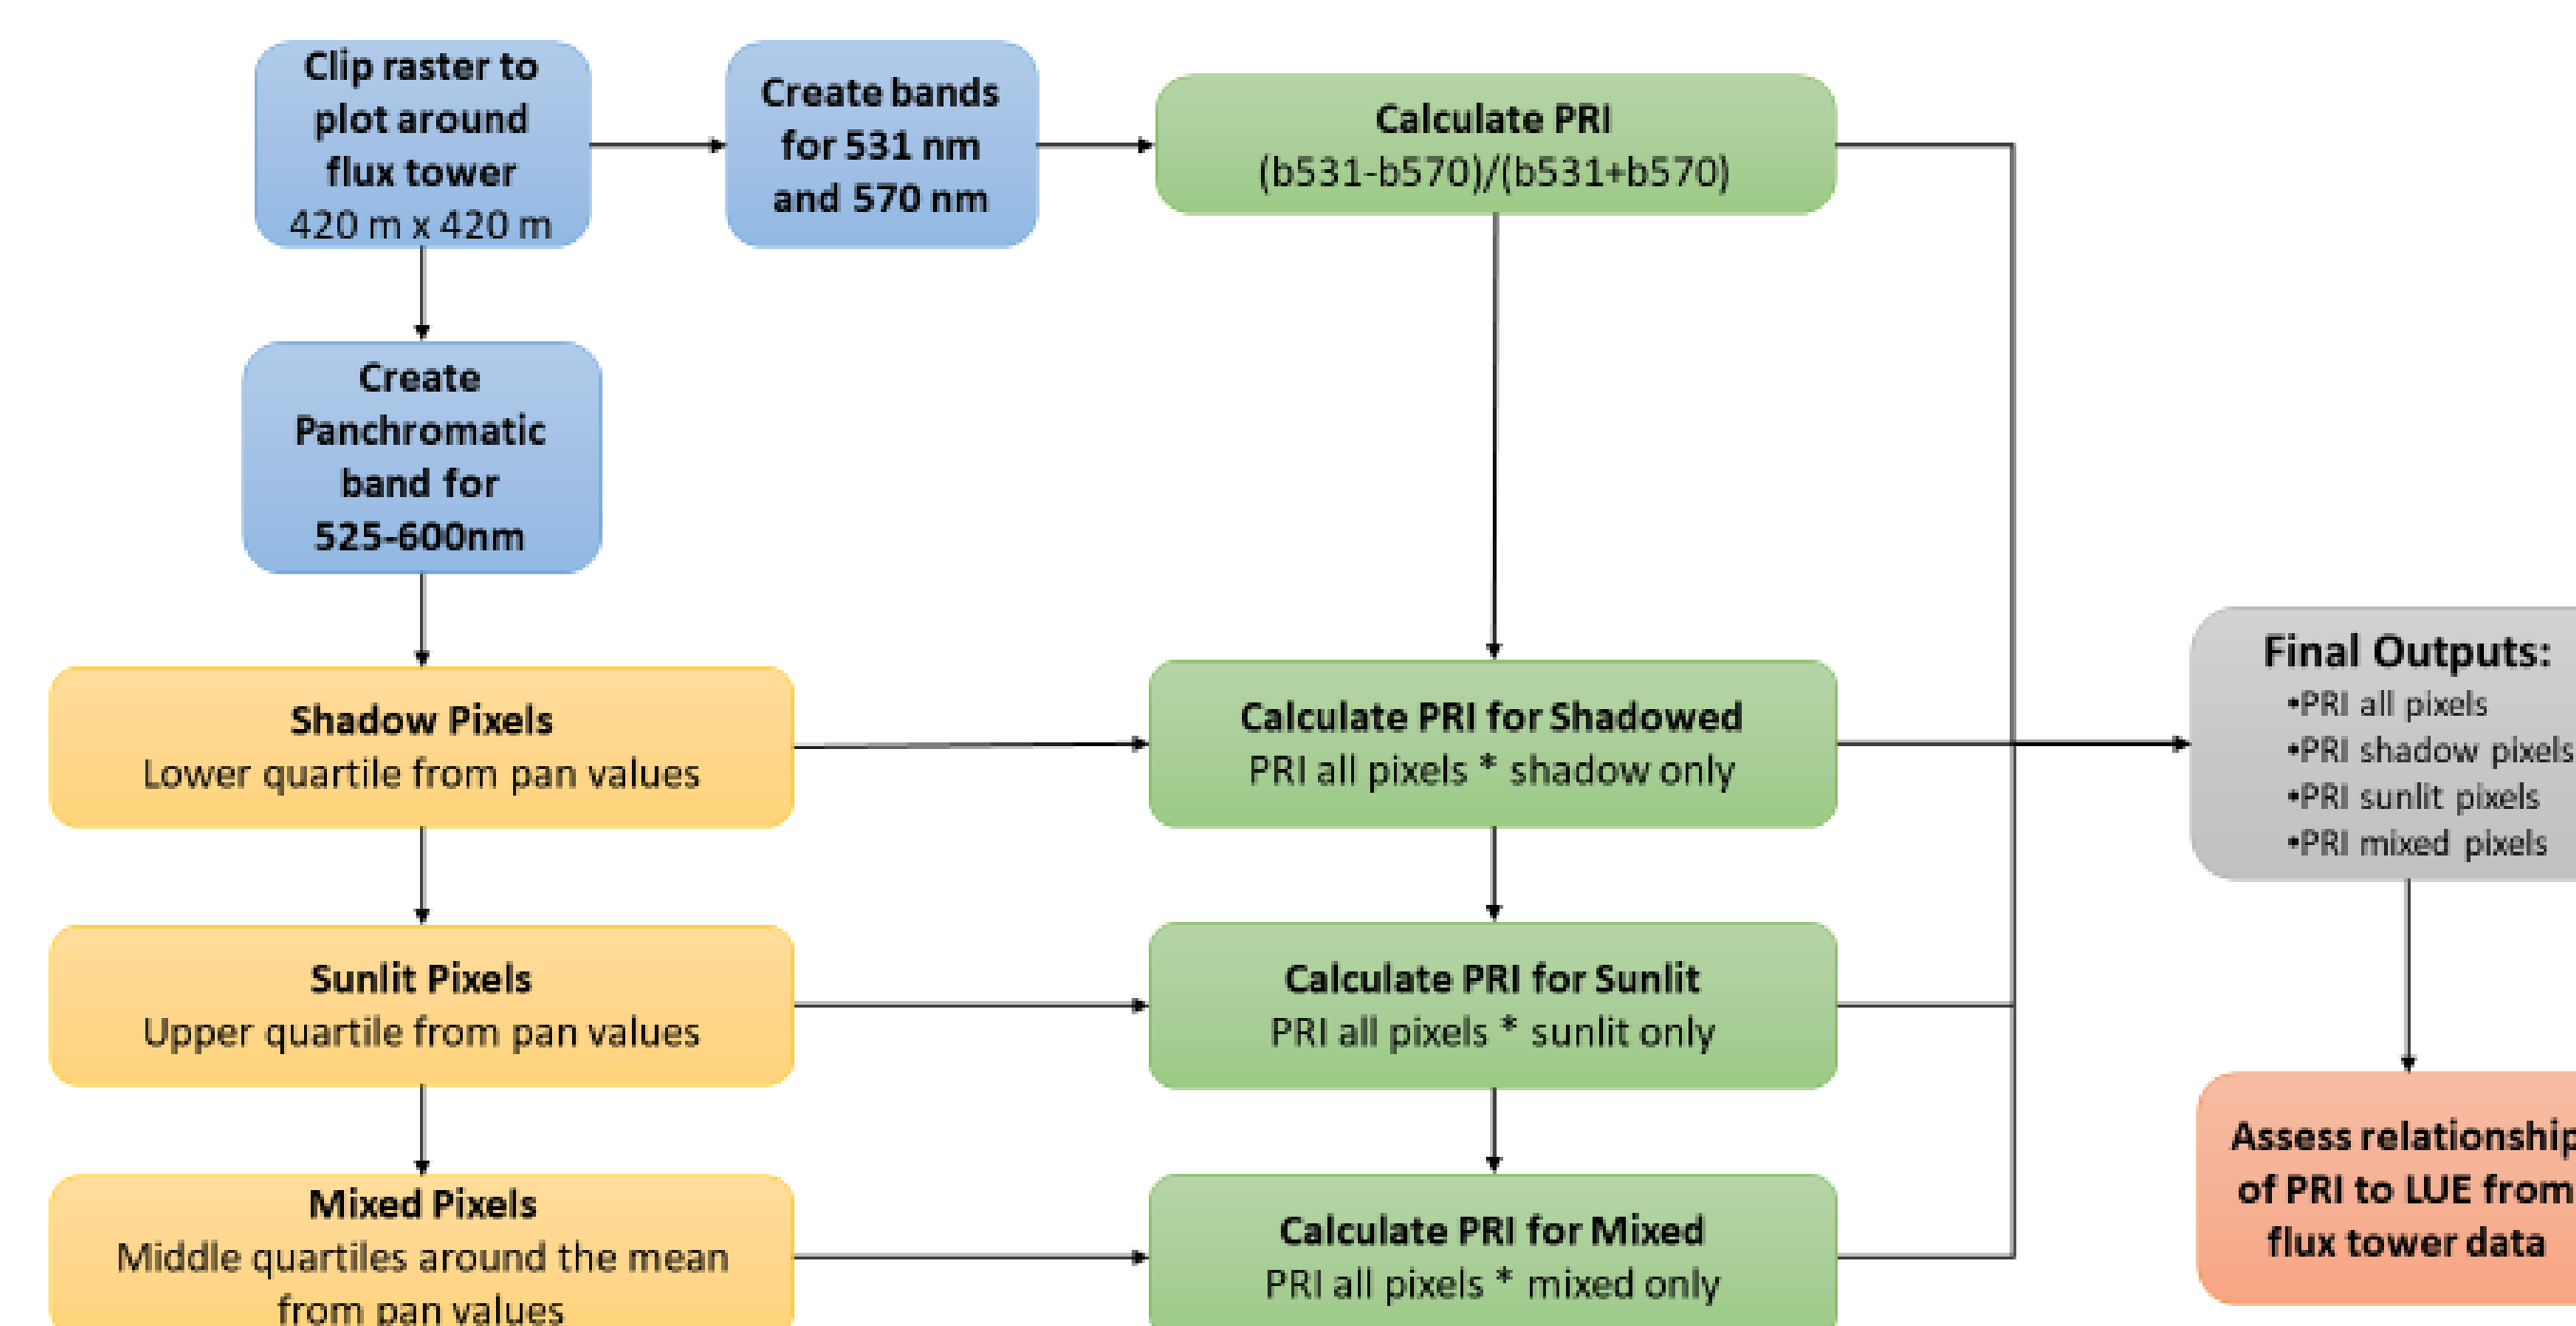 Clip raster to
plot around
flux tower
420 m x 420 m
Create bands
for 531 nm
and 570 nm
Calculate PRI
(b531-b570)/(b531+b570)
Create
Panchromatic
band for
525-600nm
Shadow Pixels
Lower quartile from pan values
Calculate PRI for Shadowed
PRI all pixels * shadow only
Final Outputs:
•PRI all pixels
•PRI shadow pixels
•PRI sunlit pixels
•PRI mixed pixels
Sunlit Pixels
Upper quartile from pan values
Calculate PRI for Sunlit
PRI all pixels * sunlit only
Mixed Pixels
Middle quartiles around the mean
from pan values
Calculate PRI for Mixed
PRI all pixels * mixed only
Assess relationship
of PRI to LUE from
flux tower data